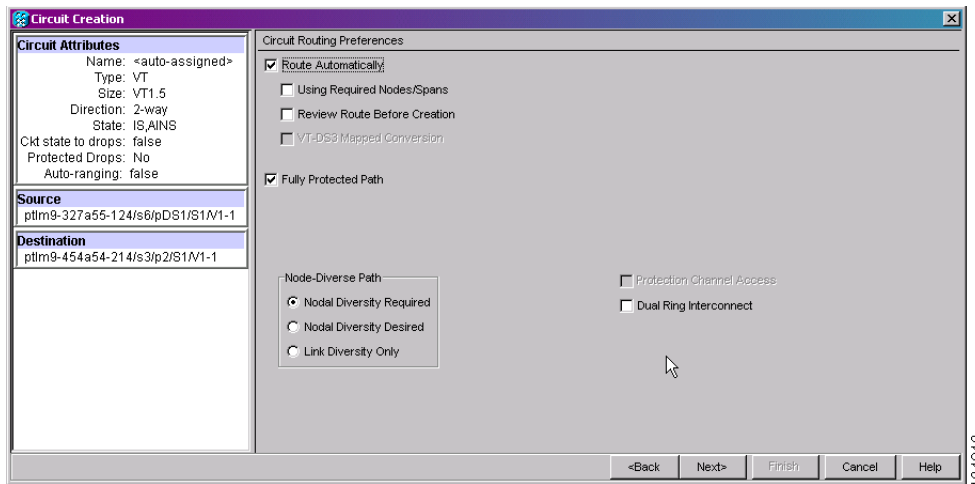 Circuit Creation
Circuit Attributes
Name: <auto-assigned>
Type: VT
Size: VT1.5
Direction: 2-way
State: IS,AINS
Ckt state to drops: false
Protected Drops: No
Auto-ranging: false
Source
ptlm9-327a55-124/s6/pDS1/S1/V1-1
Destination
ptlm9-454a54-214/s3/p2/S1/V1-1
Circuit Routing Preferences
Route Automatically
Using Required Nodes/Spans
Review Route Before Creation
VT-DS3 Mapped Conversion
Fully Protected Path
Node-Diverse Path
Nodal Diversity Required
Nodal Diversity Desired
Link Diversity Only
Protection Channel Access
Dual Ring Interconnect
<Back
Next>
Finish
Cancel
Help